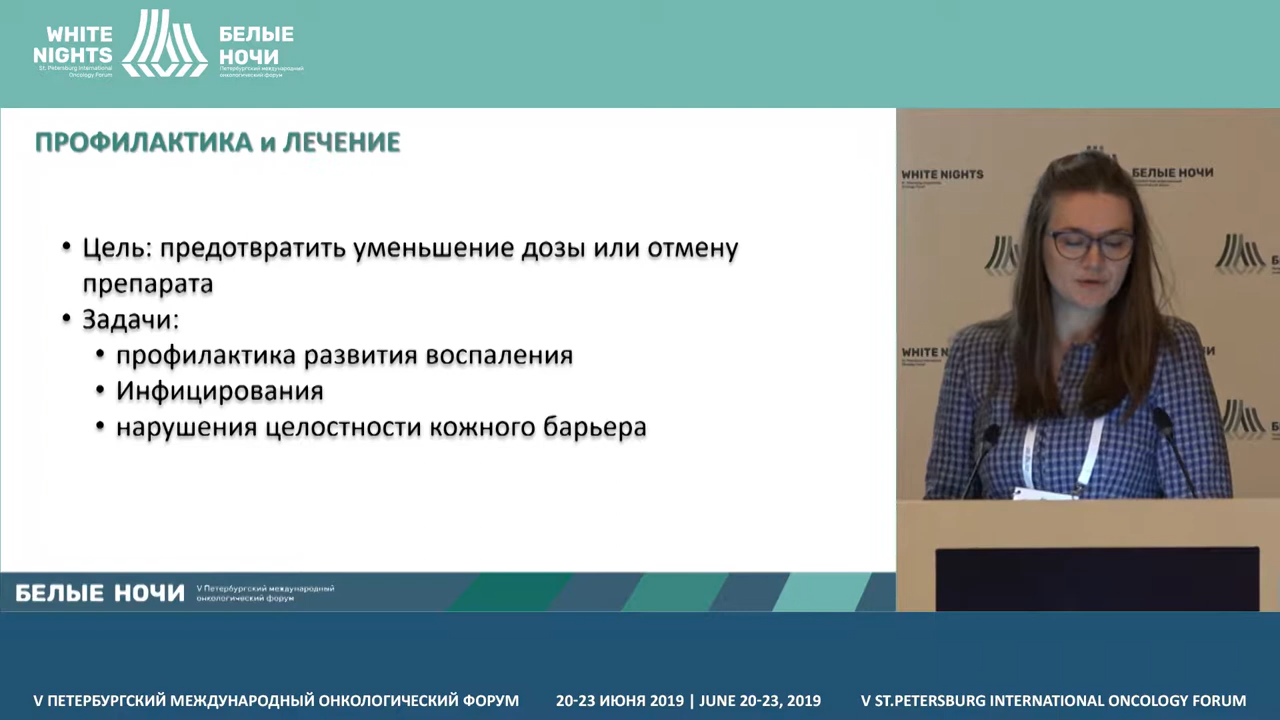 WHITE
NIGHTS
St. Petersburg International
Oncology Forum
БЕЛЫЕ
НОЧИ
Петербургский международный
онкологический форум
ПРОФИЛАКТИКА и ЛЕЧЕНИЕ
• Цель: предотвратить уменьшение дозы или отмену
препарата
• Задачи:
• профилактика развития воспаления
• Инфицирования
• нарушения целостности кожного барьера
WHITE NIGHTS
БЕЛЫЕ НОЧИ
WHITE N
БЕЛЫЕ НОЧИ
V Петербургский международный
онкологический форум
V ПЕТЕРБУРГСКИЙ МЕЖДУНАРОДНЫЙ ОНКОЛОГИЧЕСКИЙ ФОРУМ
20-23 ИЮНЯ 2019 | JUNE 20-23, 2019
V ST.PETERSBURG INTERNATIONAL ONCOLOGY FORUM